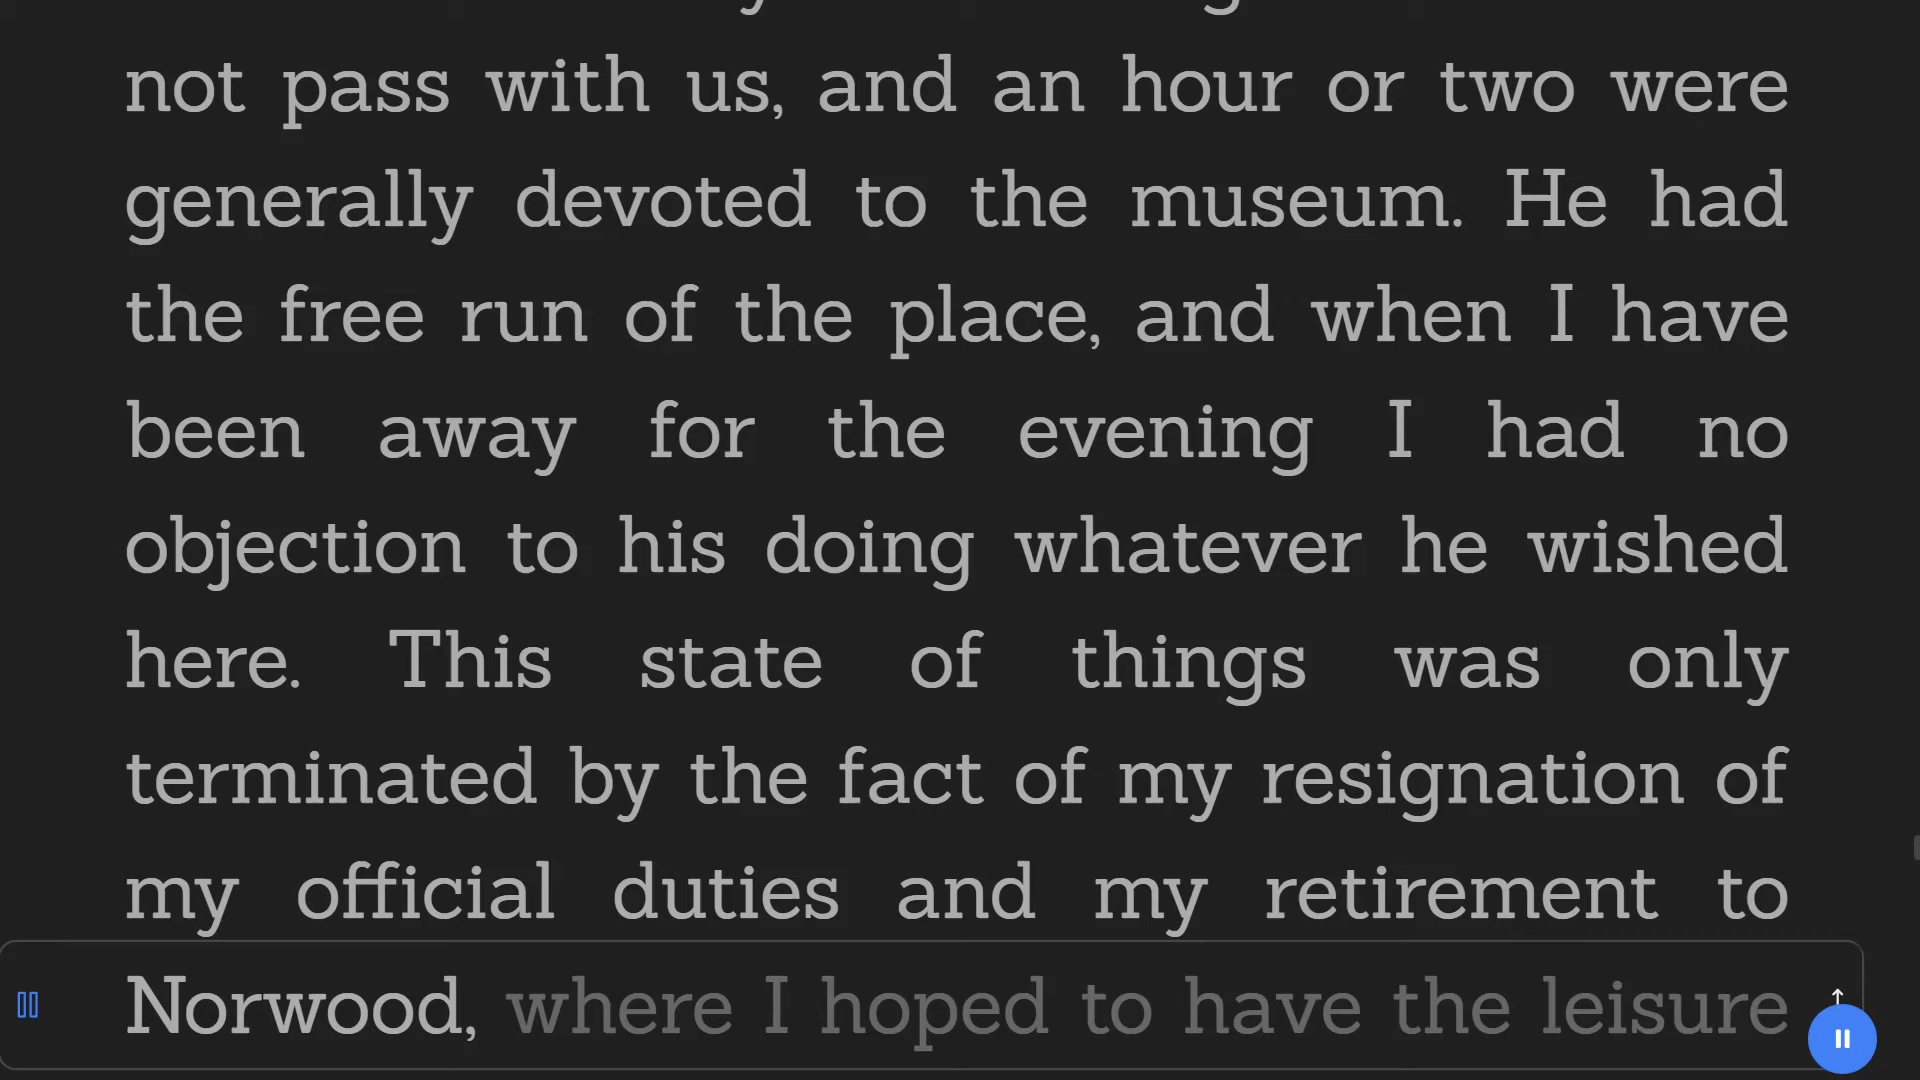 not pass with us, and an hour or two were
generally devoted to the museum. He had
the free run of the place, and when I have
been away for the evening I had no
objection to his doing whatever he wished
here. This state of things was only
terminated by the fact of my resignation of
my official duties and my retirement to
Norwood, where I hoped to have the leisure